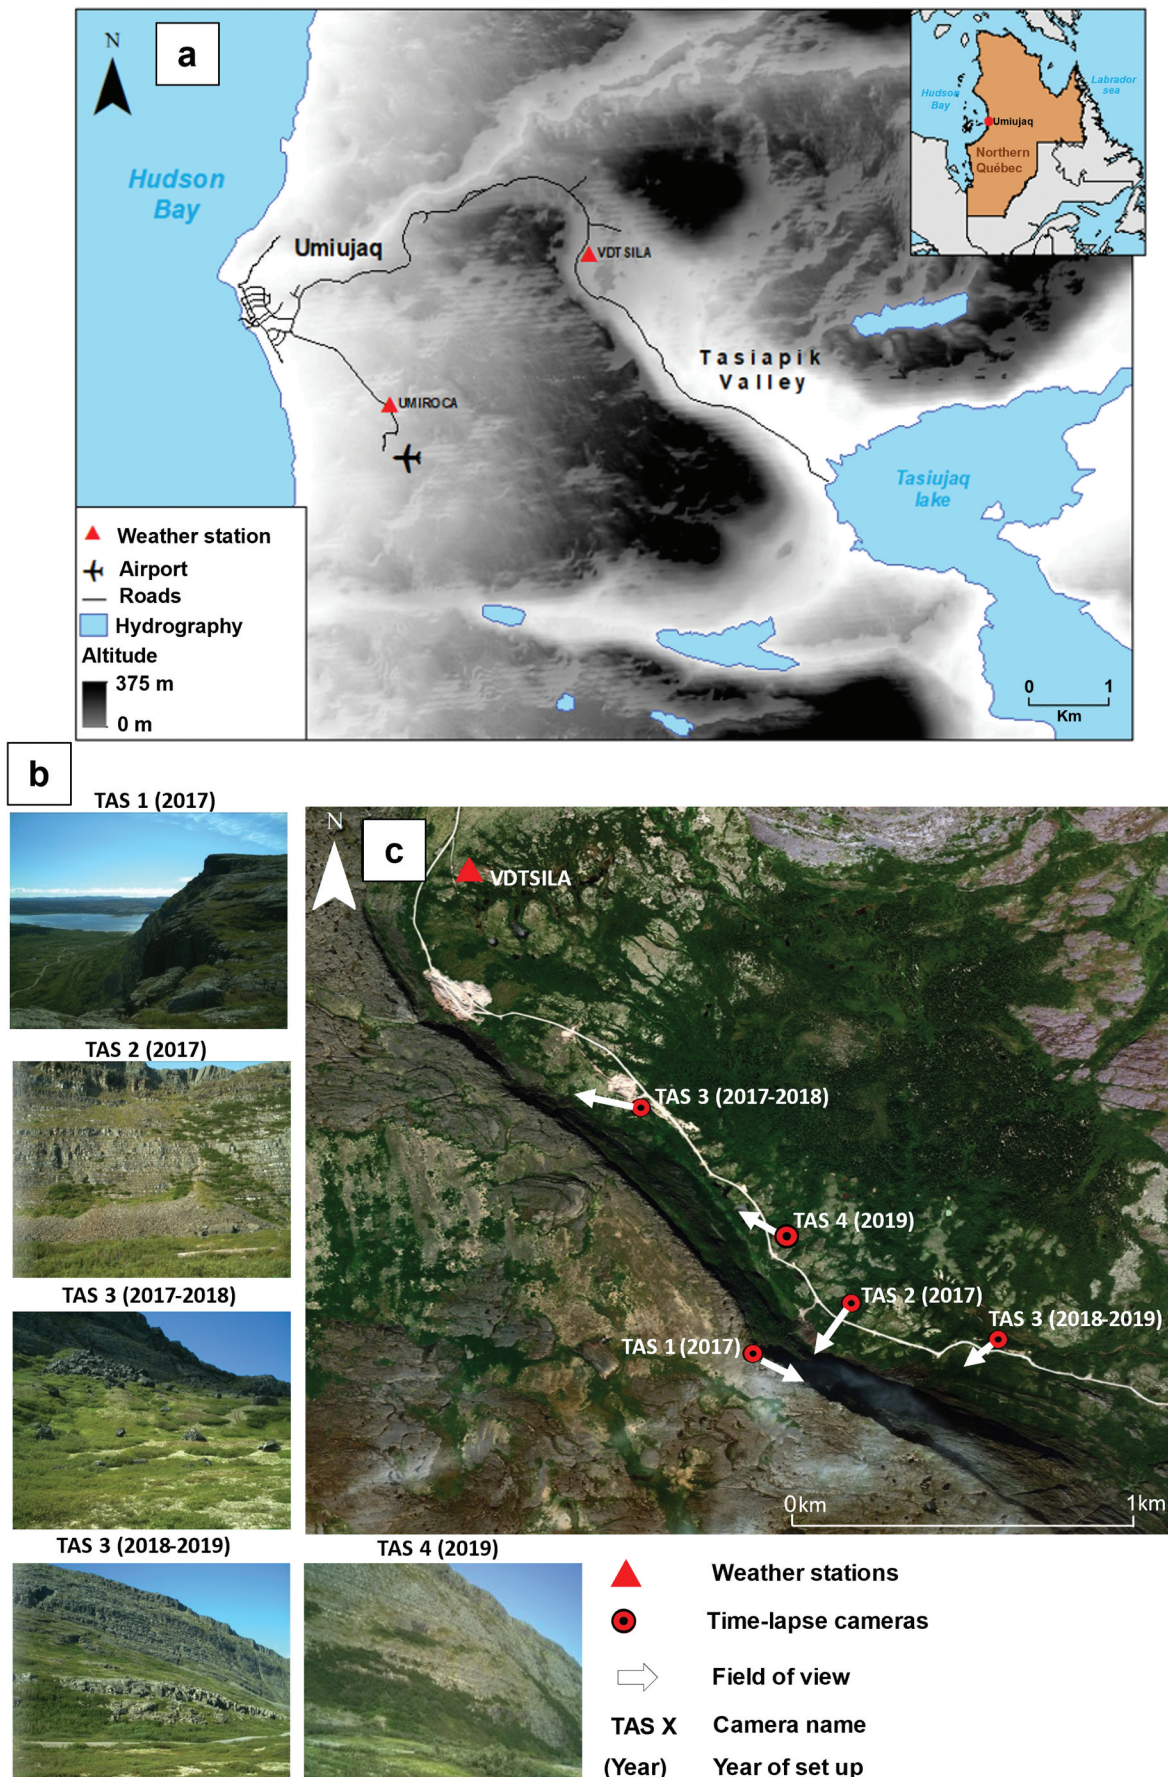 a
N
Hudson
Bay
Umiujaq
VDTSILA
UMIROCA
Tasiapik
Valley
Tasiujaq
lake
Hudson
Bay
Labrador
sea
Umiujaq
Northern
Québec
Weather station
Airport
Roads
Hydrography
Altitude
375 m
0 m
0 1
Km
b
TAS 1 (2017)
TAS 2 (2017)
TAS 3 (2017-2018)
TAS 3 (2018-2019)
TAS 4 (2019)
N
c
VDTSILA
TAS 3 (2017-2018)
TAS 4 (2019)
TAS 2 (2017)
TAS 3 (2018-2019)
TAS 1 (2017)
0km 1km
Weather stations
Time-lapse cameras
Field of view
TAS X Camera name
(Year) Year of set up